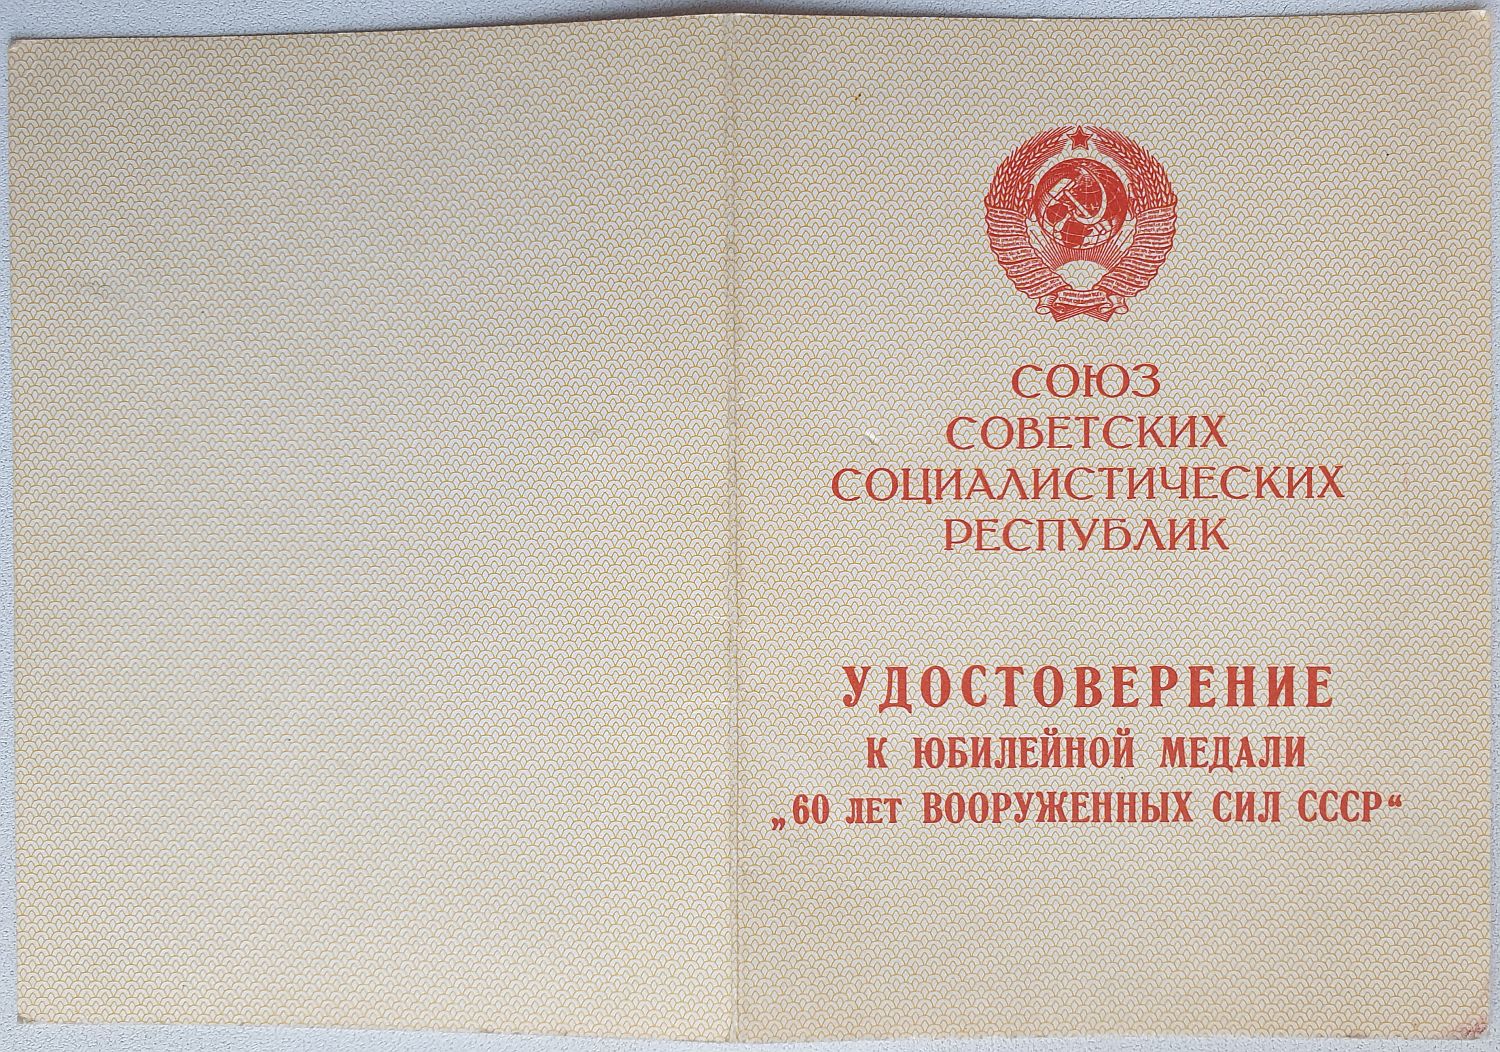 СОЮЗ
СОВЕТСКИХ
СОЦИАЛИСТИЧЕСКИХ
РЕСПУБЛИК
УДОСТОВЕРЕНИЕ
К ЮБИЛЕЙНОЙ МЕДАЛИ
„60 ЛЕТ ВООРУЖЕННЫХ СИЛ СССР“